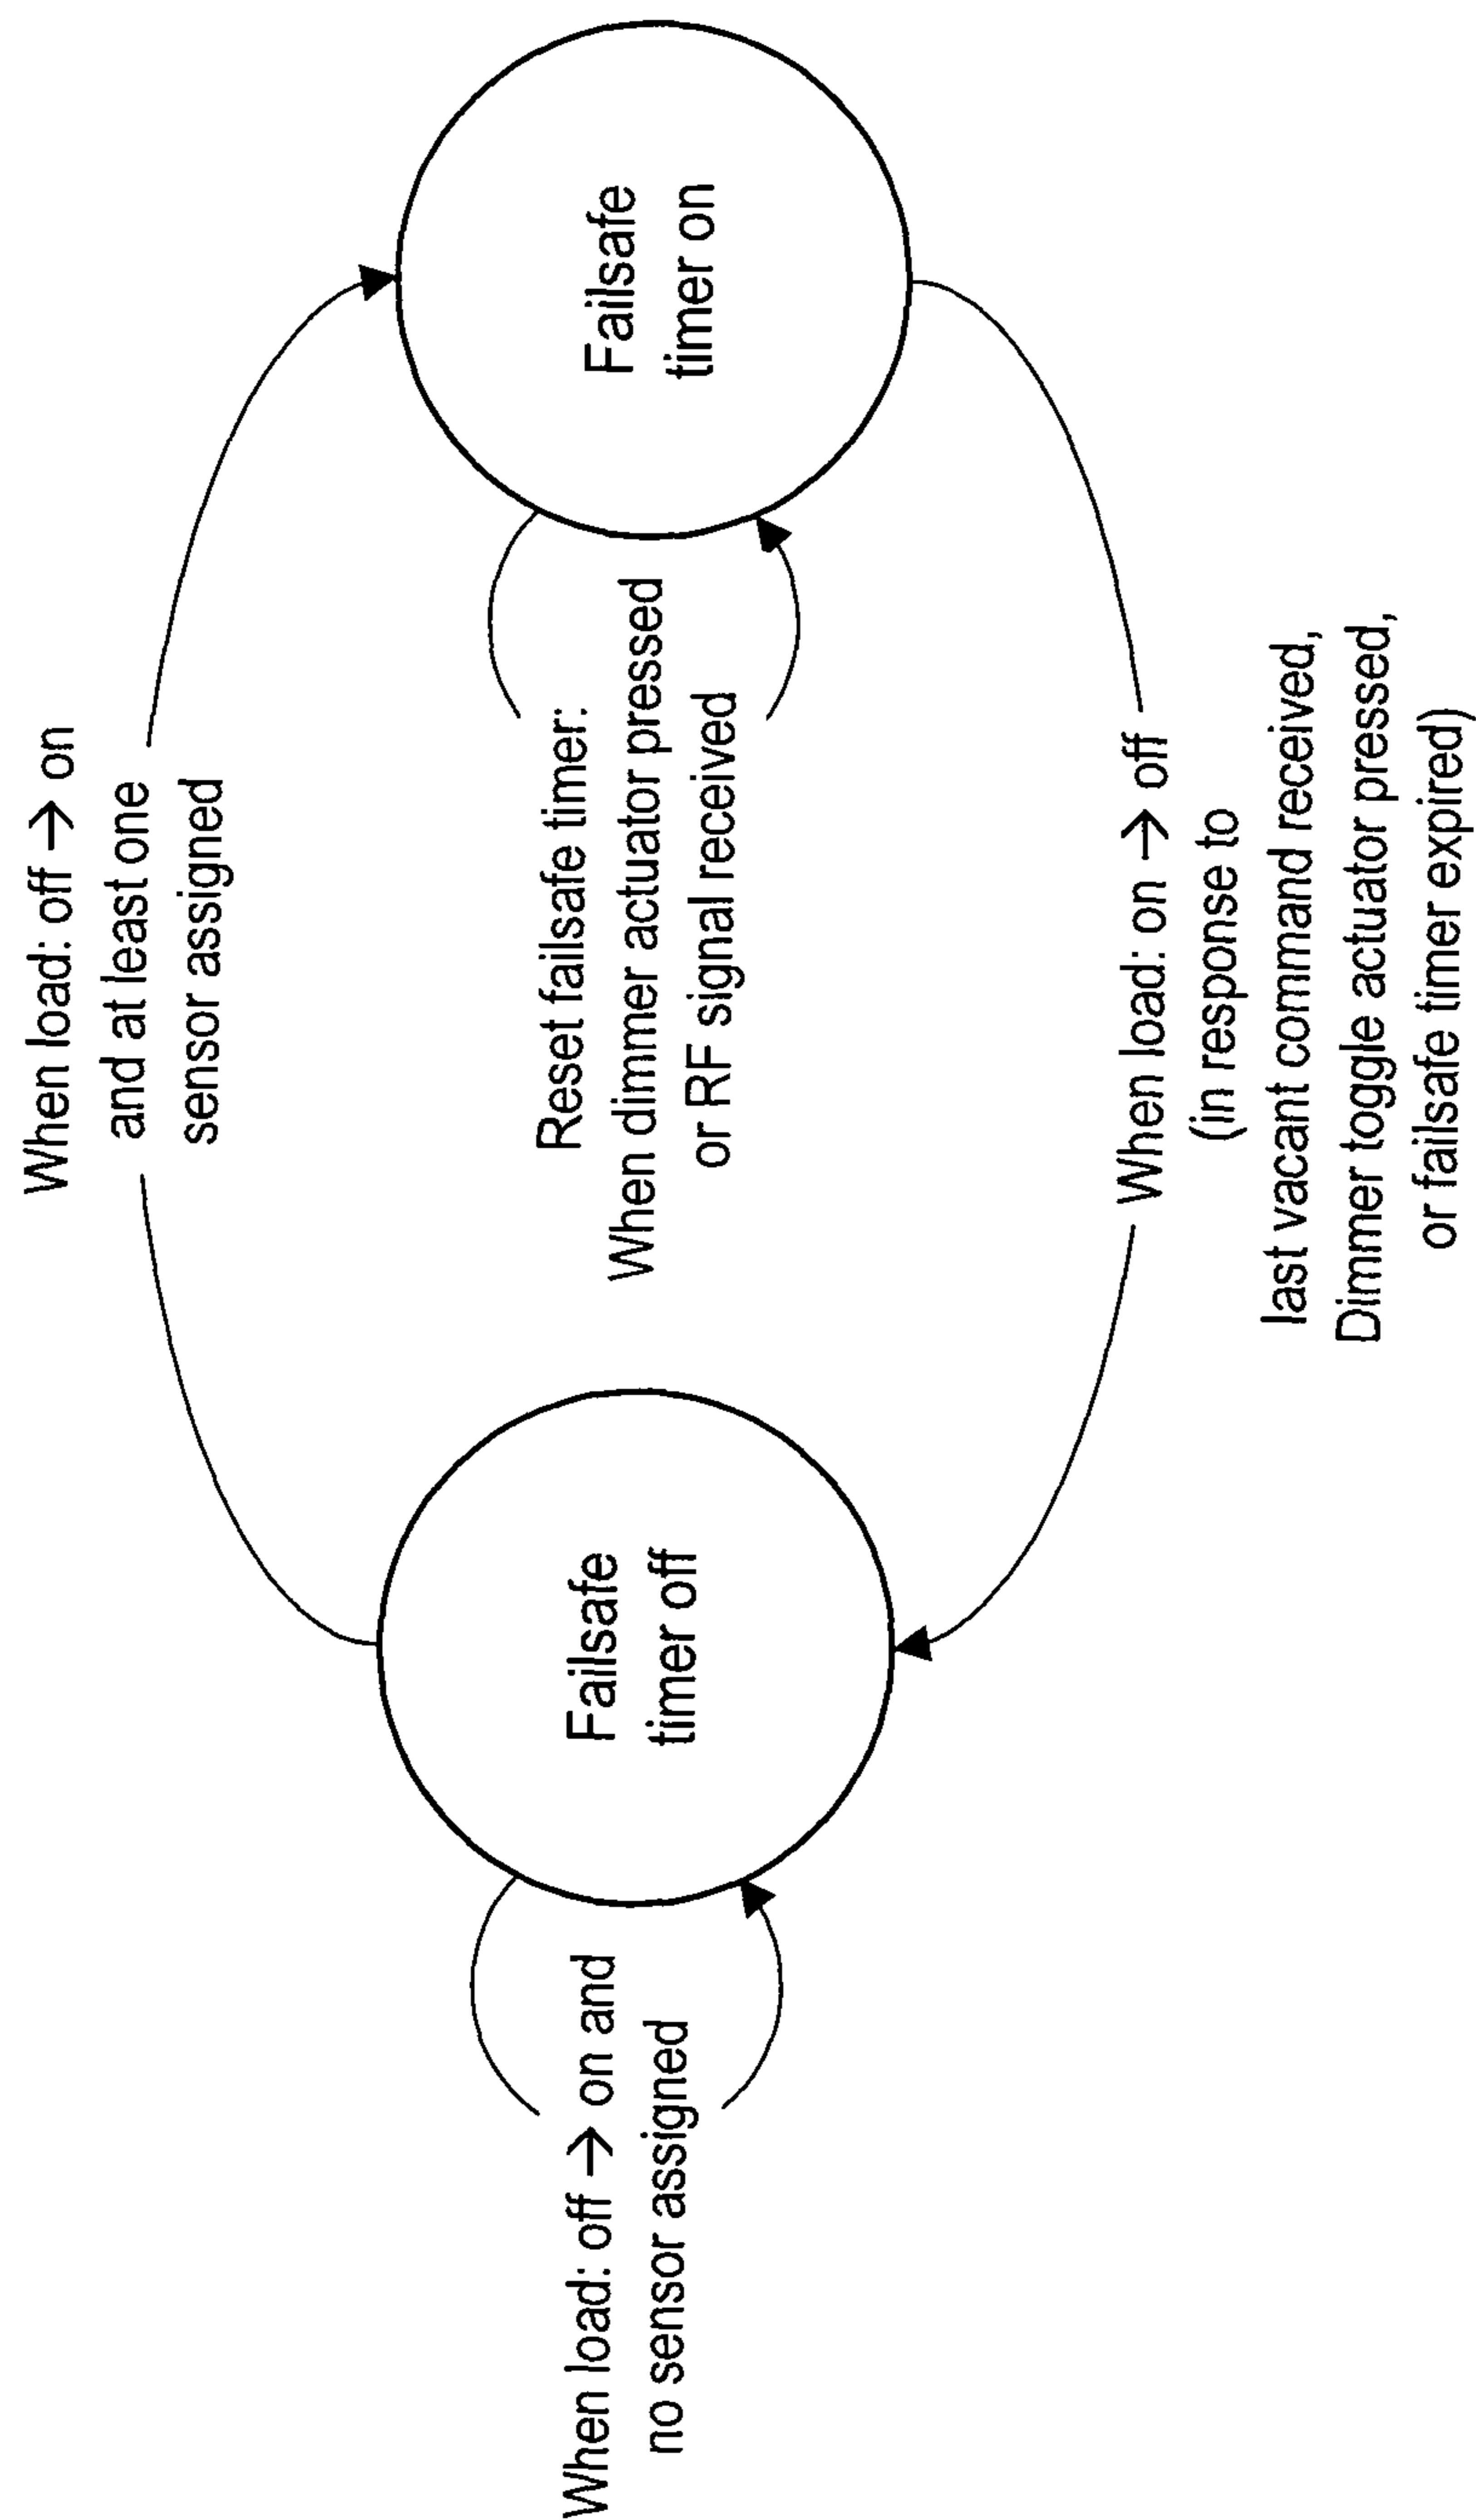 When load: off → on
and at least one
sensor assigned
Failsafe
timer on
Reset failsafe timer:
When dimmer actuator pressed
or RF signal received
Failsafe
timer off
When load: off → on and
no sensor assigned
When load: on → off
(in response to
last vacant command received,
Dimmer toggle actuator pressed,
or failsafe timer expired)